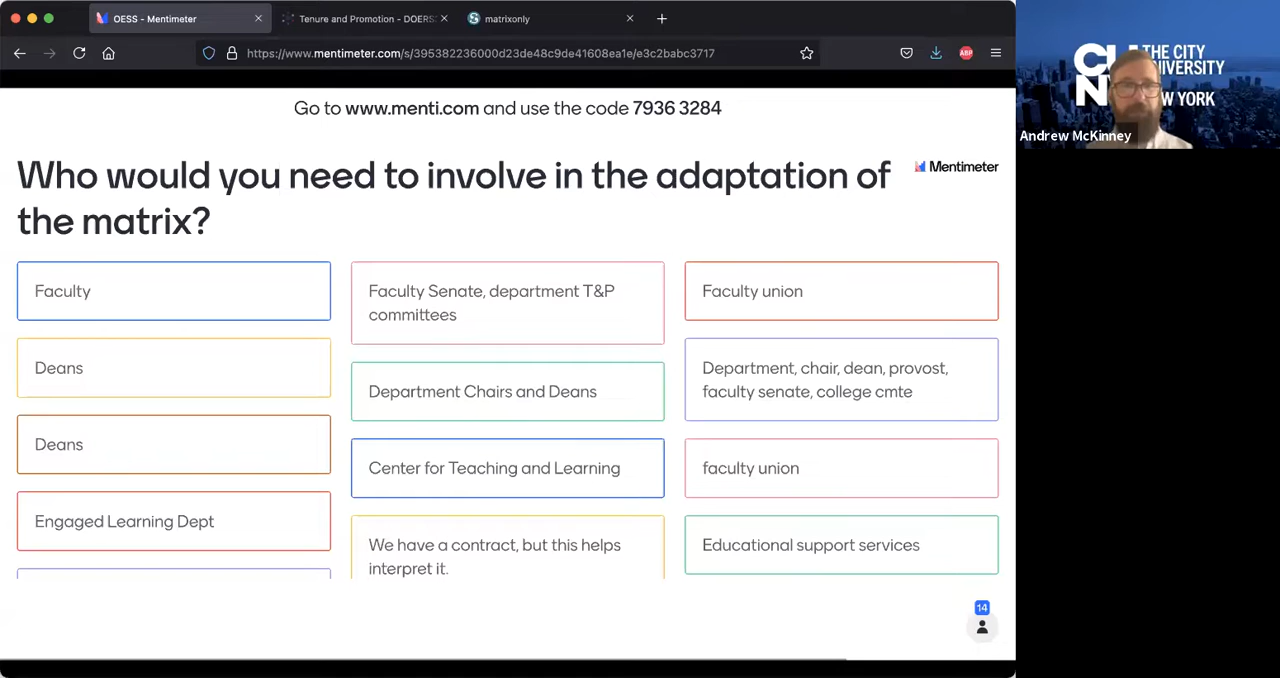 OESS - Mentimeter
Tenure and Promotion - DOERS
matrixonly
https://www.mentimeter.com/s/395382236000d23de48c9de41608ea1e/e3c2babc3717
ABP
Go to www.menti.com and use the code 7936 3284
Who would you need to involve in the adaptation of
the matrix?
Mentimeter
Faculty
Deans
Deans
Engaged Learning Dept
Faculty Senate, department T&P
committees
Department Chairs and Deans
Center for Teaching and Learning
We have a contract, but this helps
interpret it.
Faculty union
Department, chair, dean, provost,
faculty senate, college cmte
faculty union
Educational support services
14
THE CITY
Andrew McKinney